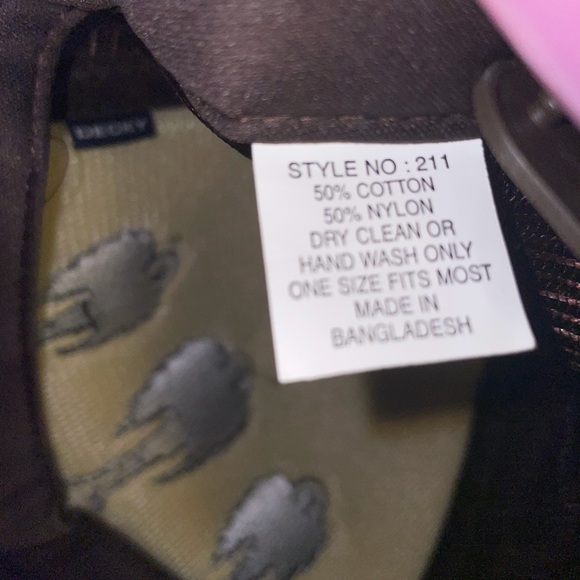 DECKY
STYLE NO : 211
50% COTTON
50% NYLON
DRY CLEAN OR
HAND WASH ONLY
ONE SIZE FITS MOST
MADE IN
BANGLADESH